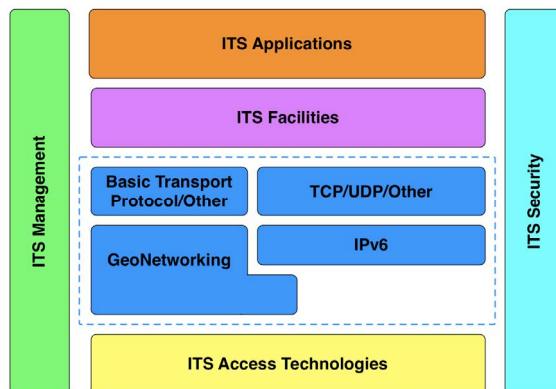 ITS Applications
ITS Facilities
ITS Management
Basic Transport
Protocol/Other
TCP/UDP/Other
GeoNetworking
IPv6
ITS Security
ITS Access Technologies